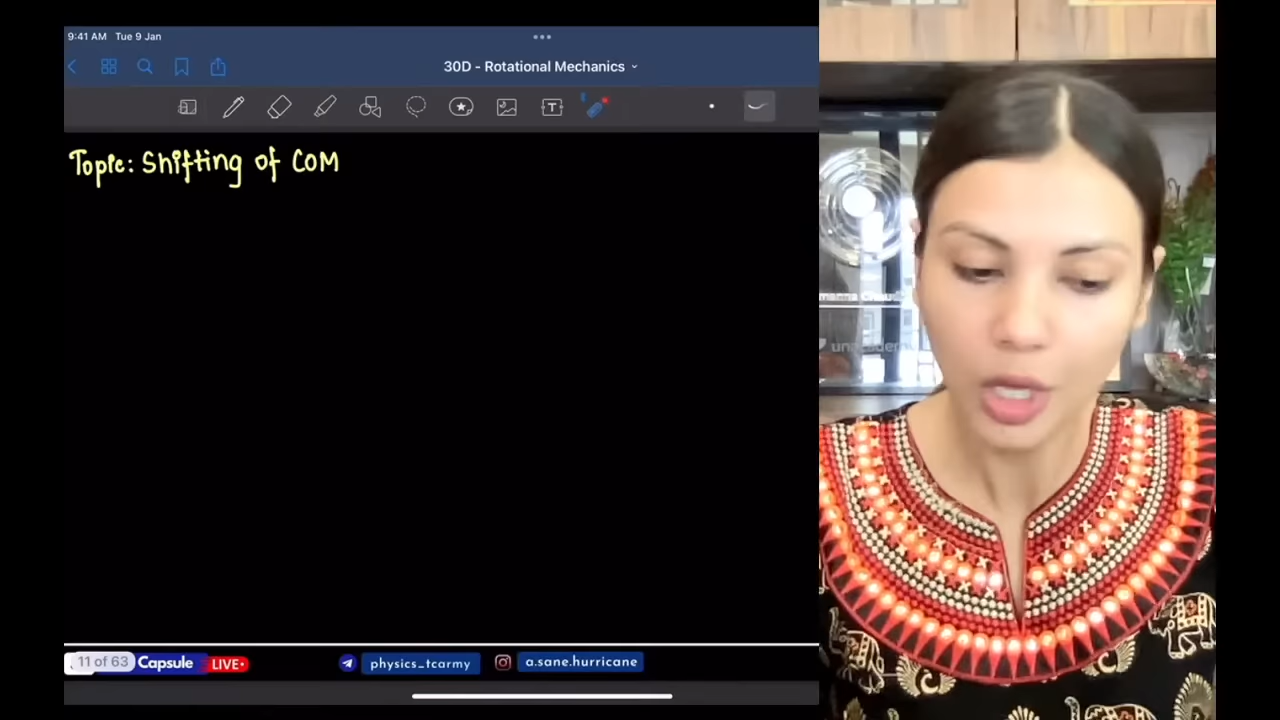 9:41 AM Tue 9 Jan
30D - Rotational Mechanics
T
Topic: Shifting of COM
11 of 63 Capsule LIVE
physics_tcarmy
a.sane.hurricane